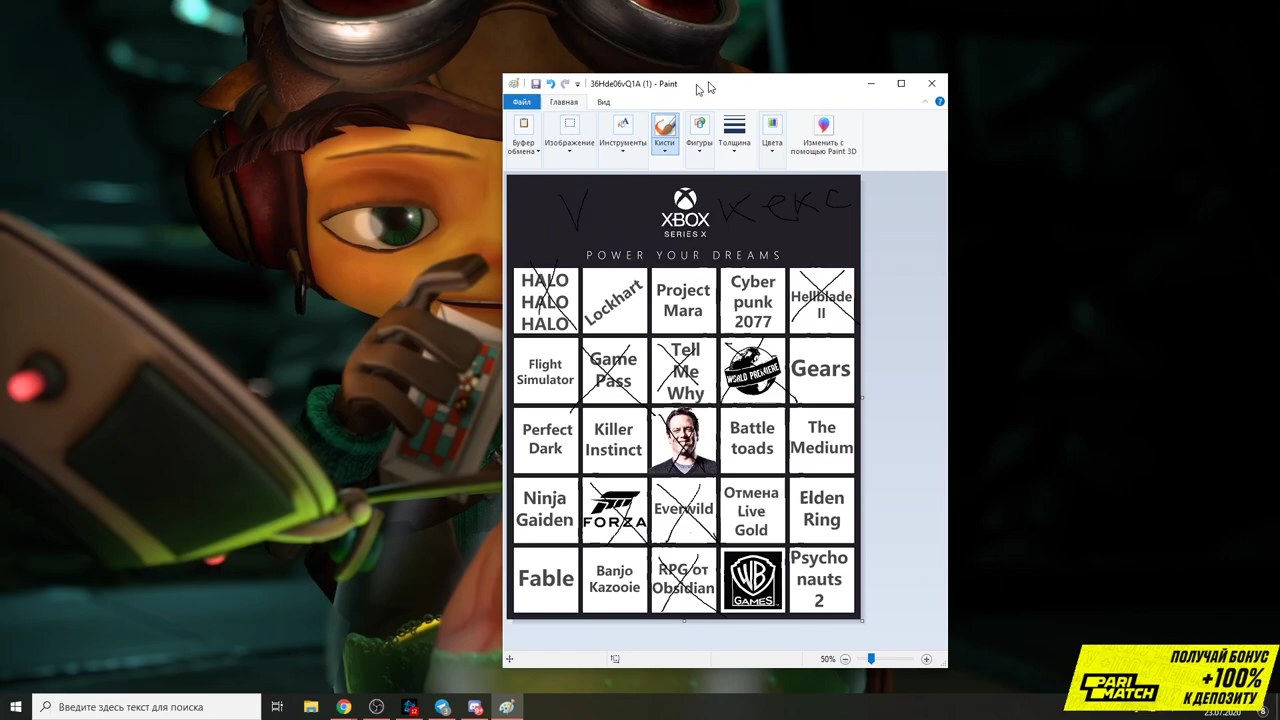 36Hde06vQ1A (1) - Paint
Файл
Главная
Вид
Буфер
обмена
Изображение
Инструменты
Кисти
Фигуры
Толщина
Цвета
Изменить с
помощью Paint 3D
V
кекс
XBOX
SERIES X
POWER YOUR DREAMS
HALO
HALO
HALO
Lockhart
Project
Mara
Cyber
punk
2077
Hellblade
II
Flight
Simulator
Game
Pass
Tell
Me
Why
WORLD PREMIERE
Gears
Perfect
Dark
Killer
Instinct
Battle
toads
The
Medium
Ninja
Gaiden
FORZA
Everwild
Отмена
Live
Gold
Elden
Ring
Fable
Banjo
Kazooie
RPG от
Obsidian
WB
GAMES
Psycho
nauts
2
50%
ПОЛУЧАЙ БОНУС
+100%
К ДЕПОЗИТУ
PARI
MATCH
Введите здесь текст для поиска
23.07.2020